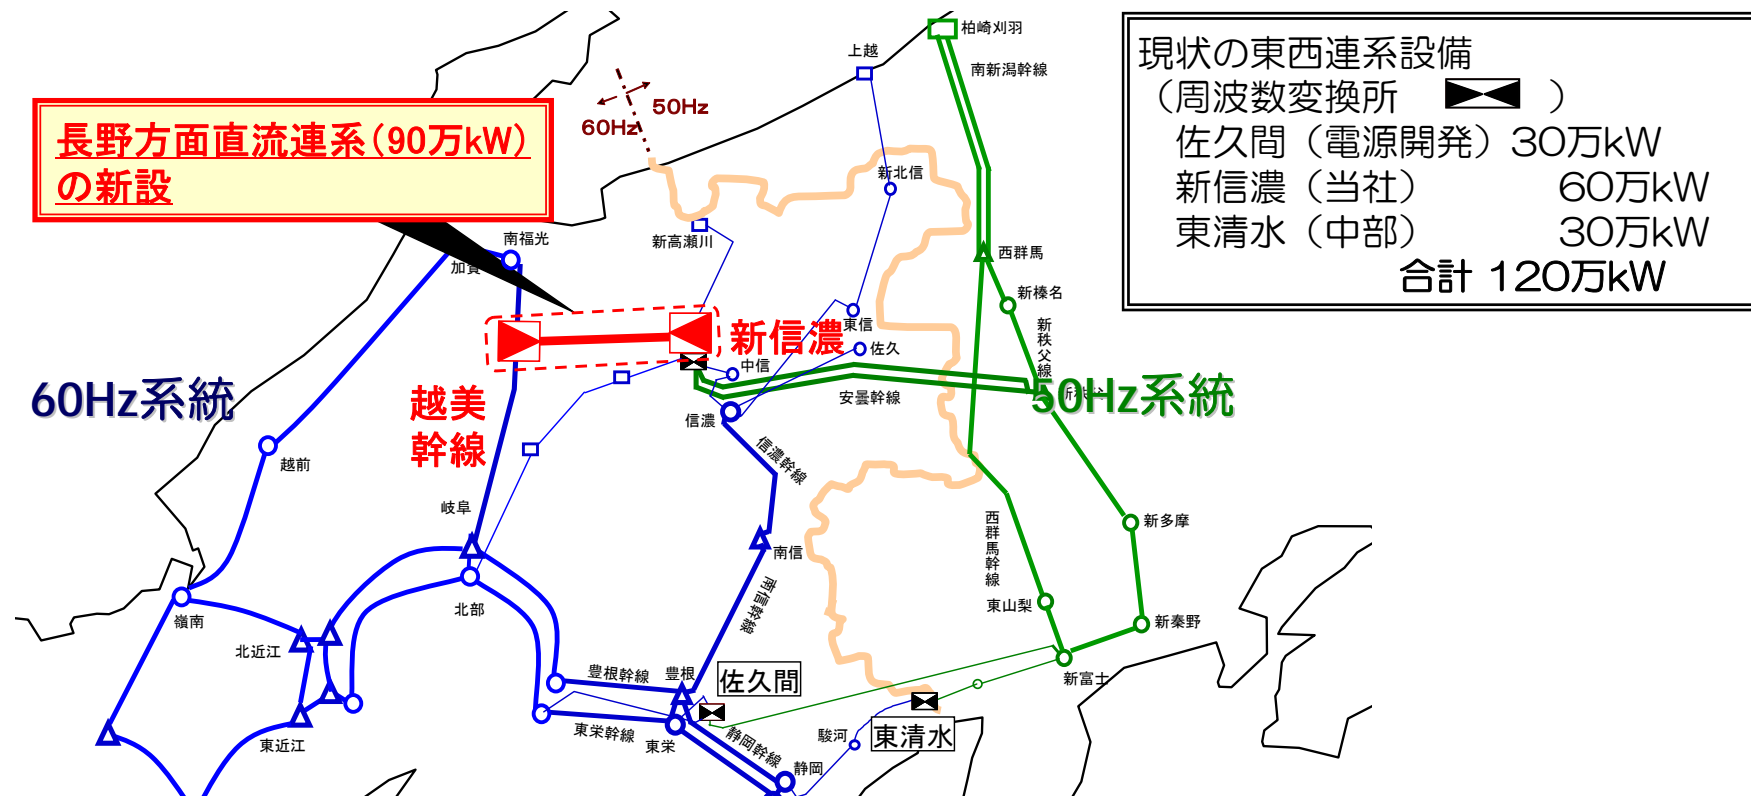 現状の東西連系設備
（周波数変換所　）
佐久間（電源開発）30万kW
新信濃（当社）　60万kW
東清水（中部）　30万kW
合計 120万kW
長野方面直流連系（90万kW）
の新設
柏崎刈羽
上越
南新潟幹線
50Hz
60Hz
新北信
新高瀬川
南福光
西群馬
新榛名
東信
新秩父線
新信濃
佐久
中信
安曇幹線
60Hz系統
50Hz系統
越美
幹線
信濃
信濃幹線
越前
岐阜
南信
西群馬幹線
新多摩
北部
南信幹線
東山梨
嶺南
新秦野
北近江
豊根幹線
豊根
佐久間
新富士
東近江
東栄幹線
東栄
静岡幹線
駿河
東清水
静岡